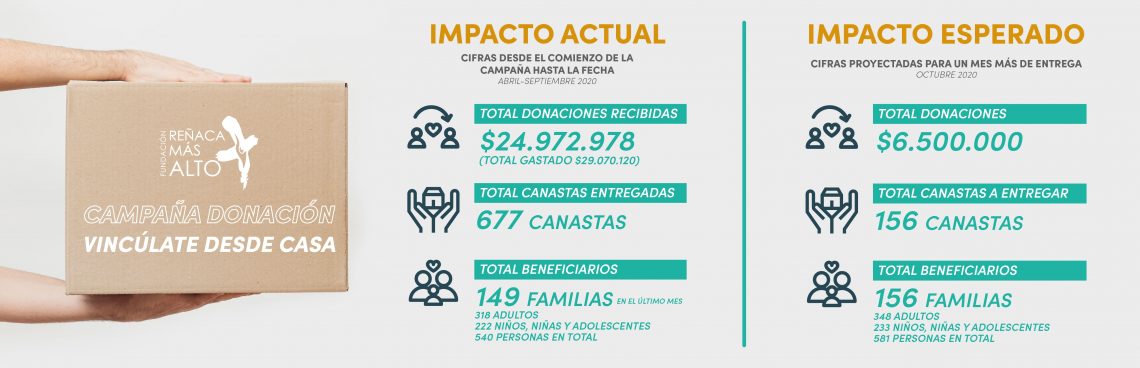 FUNDACIÓN
REÑACA
MÁS
ALTO
CAMPAÑA DONACIÓN
VINCÚLATE DESDE CASA
IMPACTO ACTUAL
CIFRAS DESDE EL COMIENZO DE LA
CAMPAÑA HASTA LA FECHA
ABRIL-SEPTIEMBRE 2020
TOTAL DONACIONES RECIBIDAS
$24.972.978
(TOTAL GASTADO $29.070.120)
TOTAL CANASTAS ENTREGADAS
677 CANASTAS
TOTAL BENEFICIARIOS
149 FAMILIAS EN EL ÚLTIMO MES
318 ADULTOS
222 NIÑOS, NIÑAS Y ADOLESCENTES
540 PERSONAS EN TOTAL
IMPACTO ESPERADO
CIFRAS PROYECTADAS PARA UN MES MÁS DE ENTREGA
OCTUBRE 2020
TOTAL DONACIONES
$6.500.000
TOTAL CANASTAS A ENTREGAR
156 CANASTAS
TOTAL BENEFICIARIOS
156 FAMILIAS
348 ADULTOS
233 NIÑOS, NIÑAS Y ADOLESCENTES
581 PERSONAS EN TOTAL